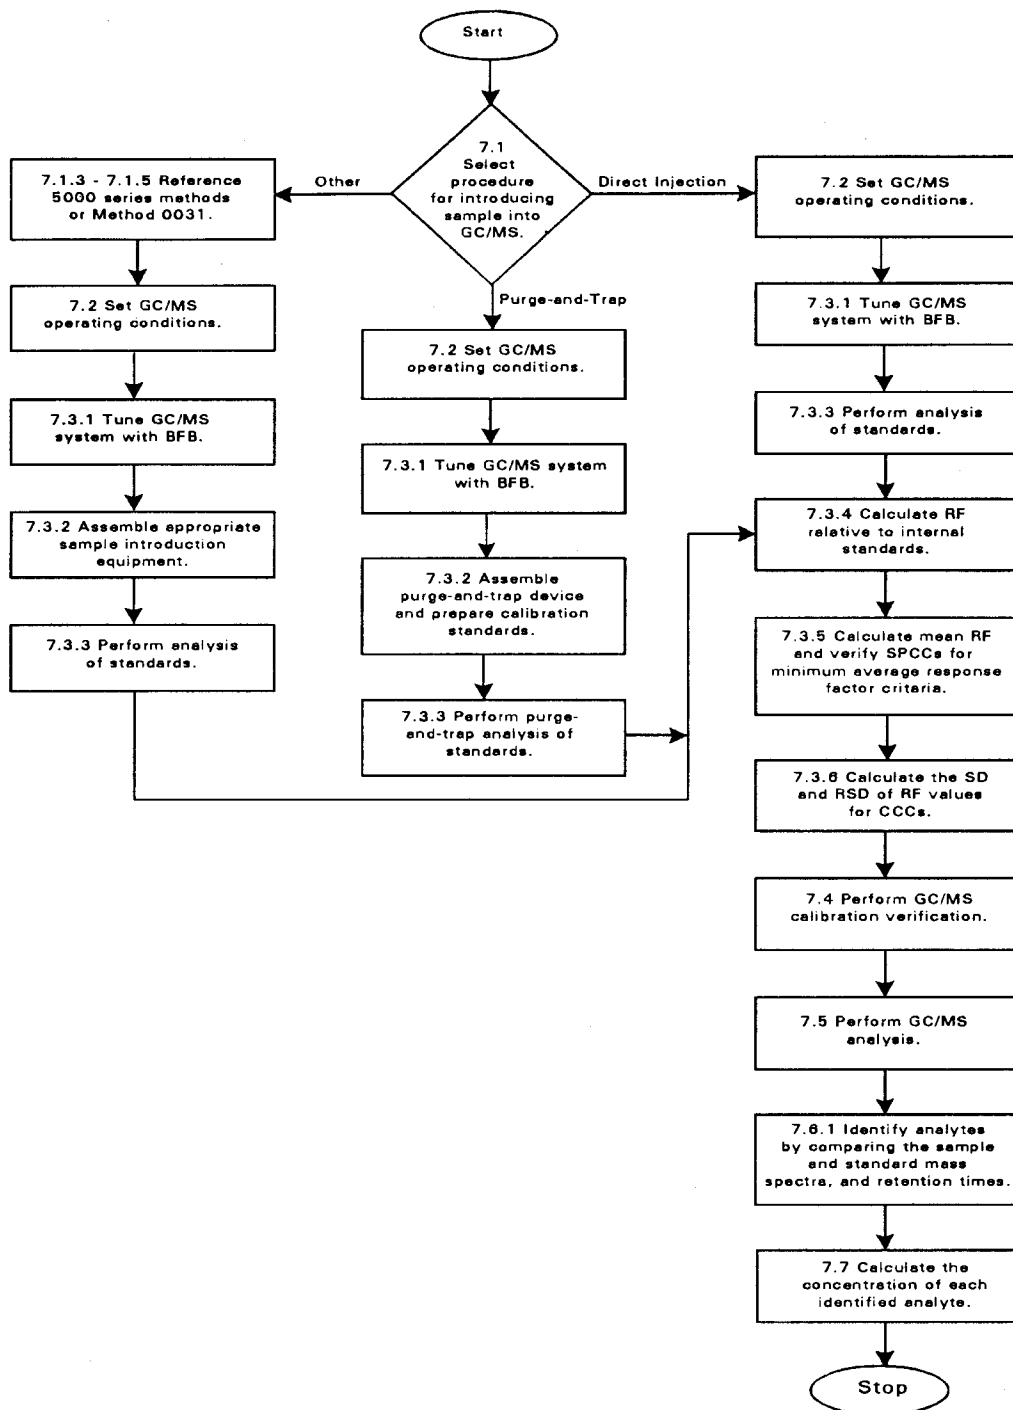 Start
7.1
Select
procedure
for introducing
sample into
GC/MS.
Other
Direct Injection
Purge-and-Trap
7.1.3 - 7.1.5 Reference
5000 series methods
or Method 0031.
7.2 Set GC/MS
operating conditions.
7.3.1 Tune GC/MS
system with BFB.
7.3.2 Assemble appropriate
sample introduction
equipment.
7.3.3 Perform analysis
of standards.
7.2 Set GC/MS
operating conditions.
7.3.1 Tune GC/MS system
with BFB.
7.3.2 Assemble
purge-and-trap device
and prepare calibration
standards.
7.3.3 Perform purge-
and-trap analysis of
standards.
7.2 Set GC/MS
operating conditions.
7.3.1 Tune GC/MS
system with BFB.
7.3.3 Perform analysis
of standards.
7.3.4 Calculate RF
relative to internal
standards.
7.3.5 Calculate mean RF
and verify SPCCs for
minimum average response
factor criteria.
7.3.6 Calculate the SD
and RSD of RF values
for CCCs.
7.4 Perform GC/MS
calibration verification.
7.5 Perform GC/MS
analysis.
7.6.1 Identify analytes
by comparing the sample
and standard mass
spectra, and retention times.
7.7 Calculate the
concentration of each
identified analyte.
Stop